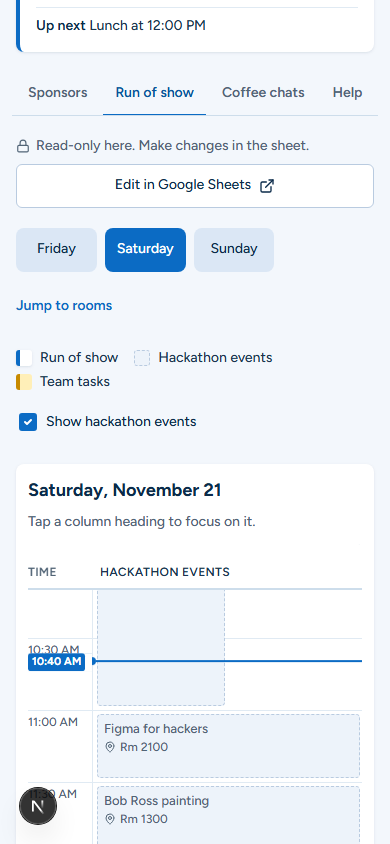 Up next Lunch at 12:00 PM
Sponsors
Run of show
Coffee chats
Help
Read-only here. Make changes in the sheet.
Edit in Google Sheets
Friday
Saturday
Sunday
Jump to rooms
Run of show
Hackathon events
Team tasks
Show hackathon events
Saturday, November 21
Tap a column heading to focus on it.
TIME
HACKATHON EVENTS
10:30 AM
10:40 AM
11:00 AM
Figma for hackers
Rm 2100
11:30 AM
Bob Ross painting
Rm 1300
N